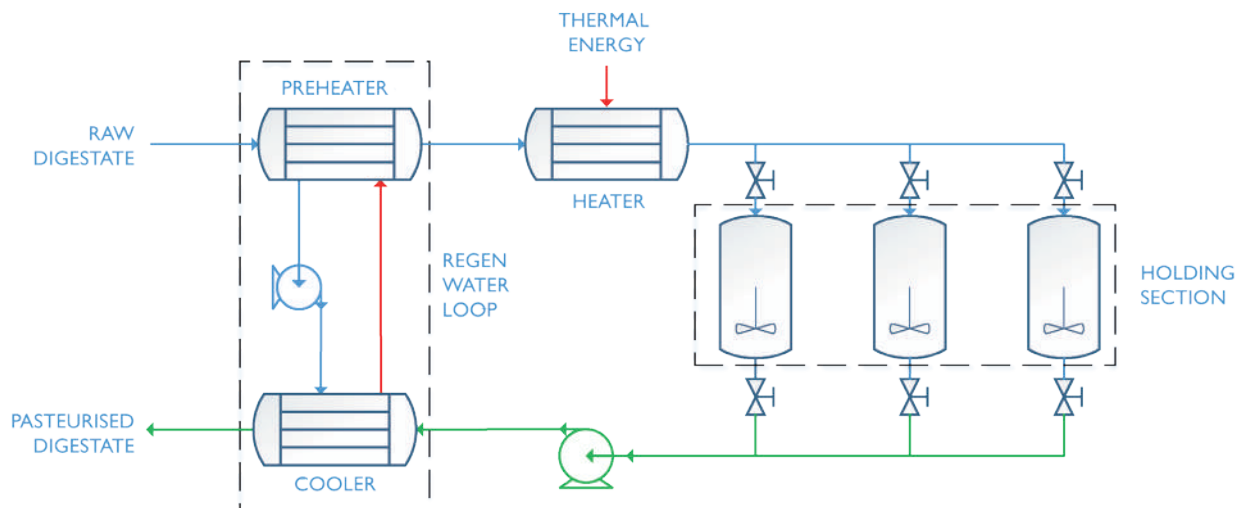 THERMAL
ENERGY
PREHEATER
RAW
DIGESTATE
HEATER
REGEN
WATER
LOOP
HOLDING
SECTION
PASTEURISED
DIGESTATE
COOLER